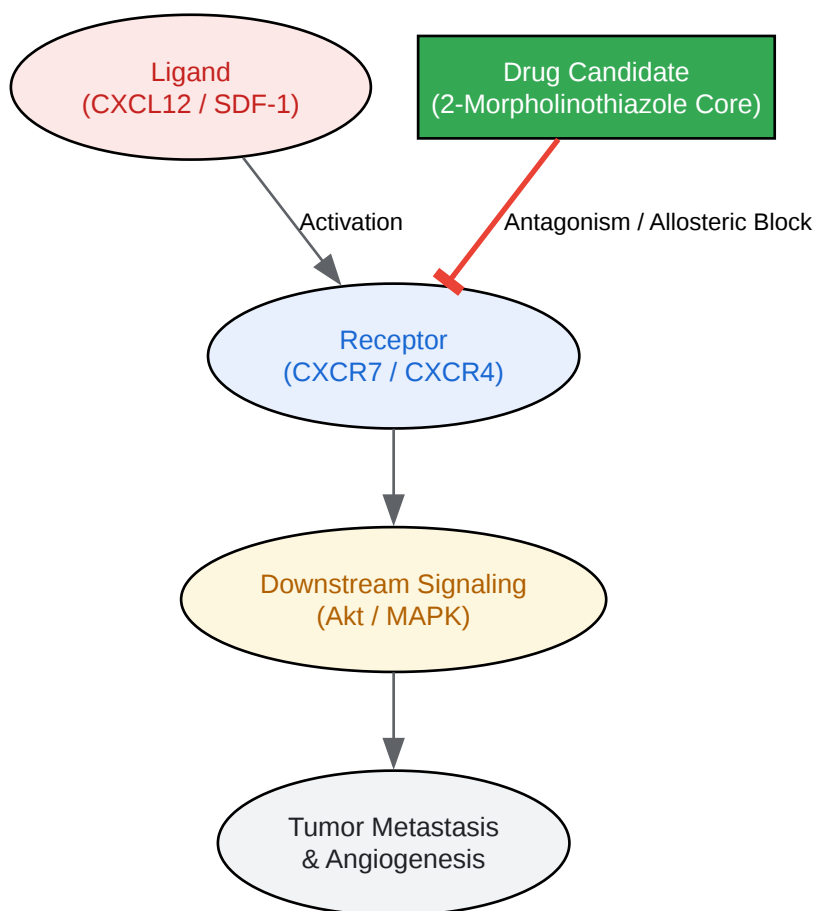 Ligand
(CXCL12 / SDF-1)
Drug Candidate
(2-Morpholinothiazole Core)
Activation
Antagonism / Allosteric Block
Receptor
(CXCR7 / CXCR4)
Downstream Signaling
(Akt / MAPK)
Tumor Metastasis
& Angiogenesis